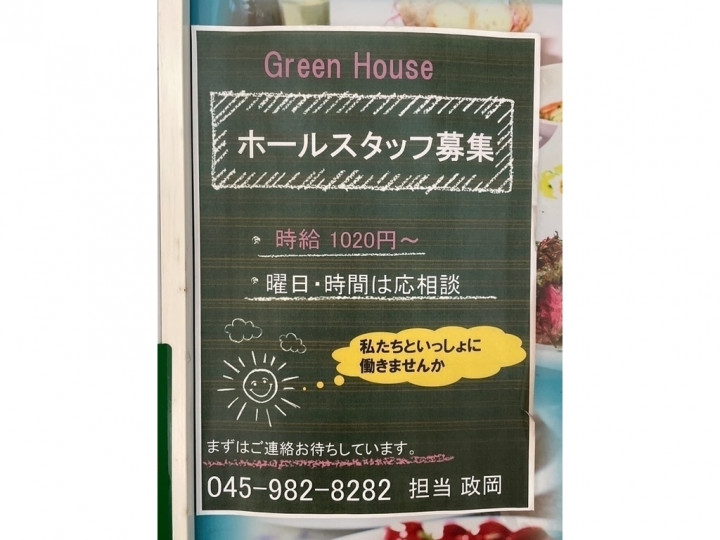 Green House
ホールスタッフ募集
時給 1020円～
曜日・時間は応相談
私たちといっしょに
働きませんか
まずはご連絡お待ちしています。
045-982-8282 担当 政岡